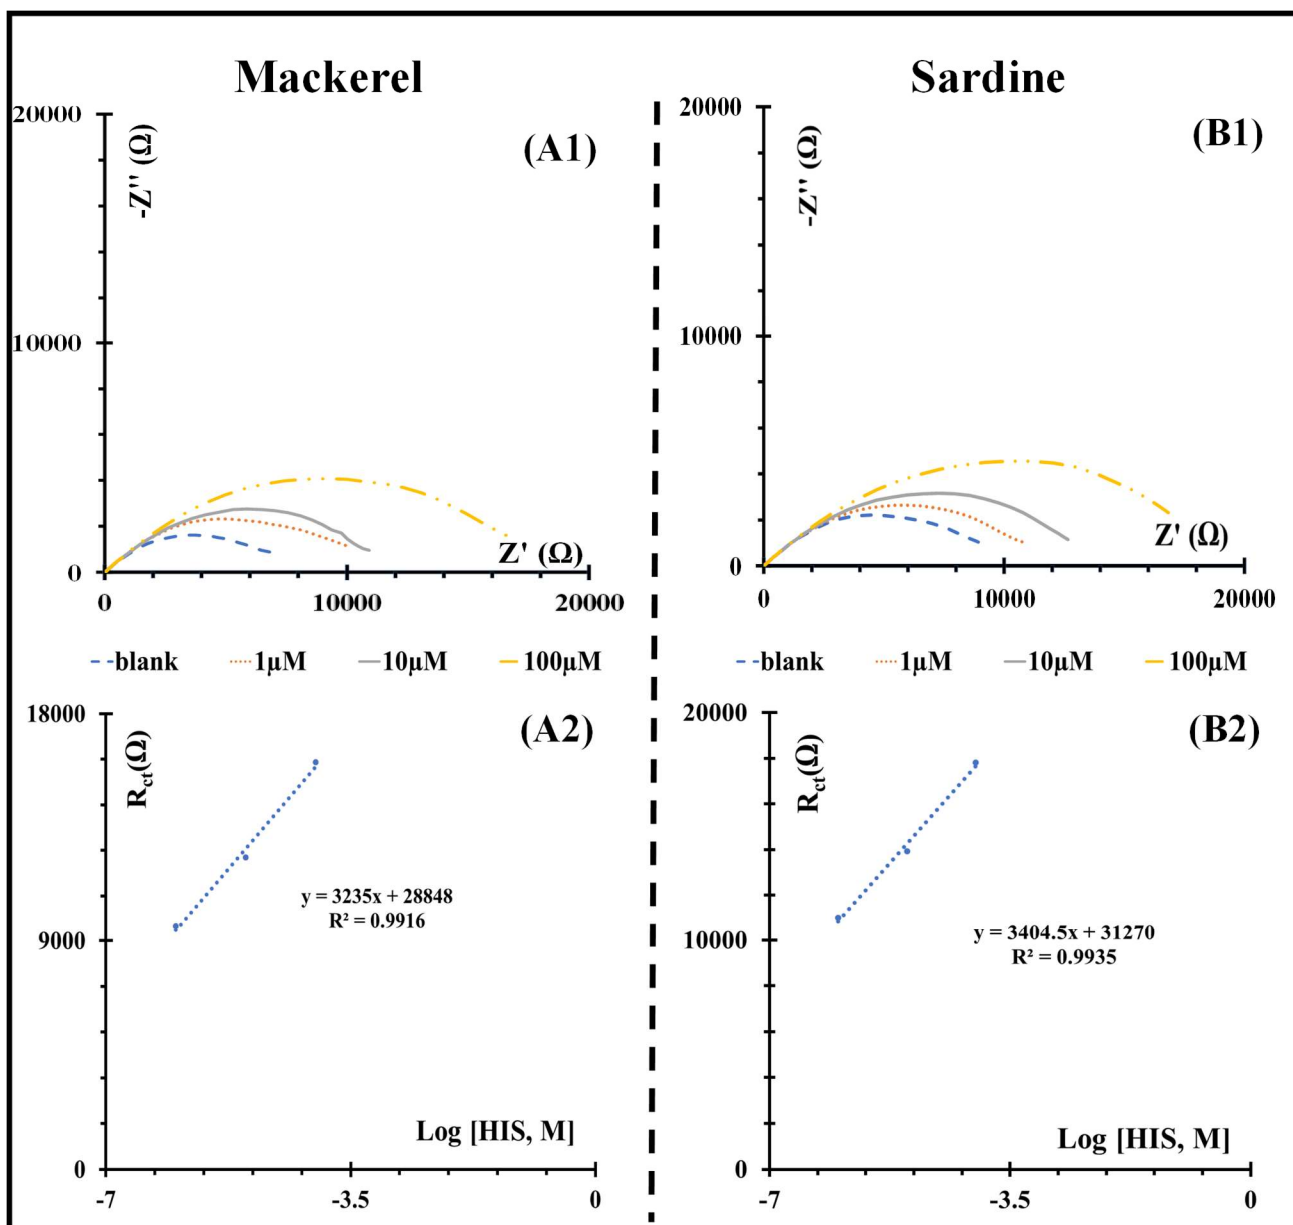 Mackerel
Sardine
20000
-Z'' (Ω)
(A1)
10000
0
0
10000
20000
Z' (Ω)
blank
1µM
10µM
100µM
20000
-Z'' (Ω)
(B1)
10000
0
0
10000
20000
Z' (Ω)
blank
1µM
10µM
100µM
18000
Rct(Ω)
(A2)
9000
y = 3235x + 28848
R² = 0.9916
Log [HIS, M]
0
-7
-3.5
0
20000
Rct(Ω)
(B2)
10000
y = 3404.5x + 31270
R² = 0.9935
Log [HIS, M]
0
-7
-3.5
0